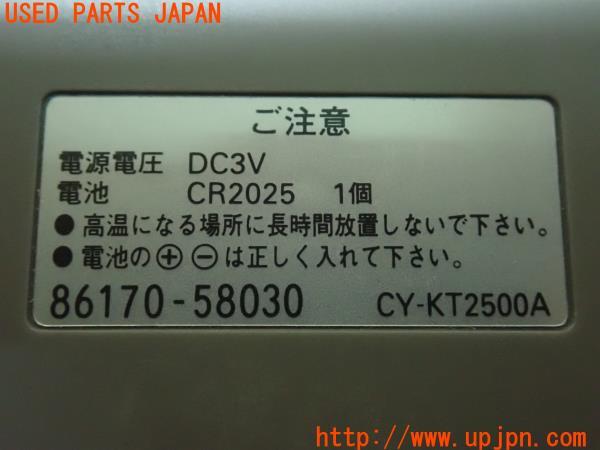 USED PARTS JAPAN
ご注意
電源電圧 DC3V
電池 CR2025 1個
●高温になる場所に長時間放置しないで下さい。
●電池の⊕⊖は正しく入れて下さい。
86170-58030 CY-KT2500A
http://www.upjpn.com/